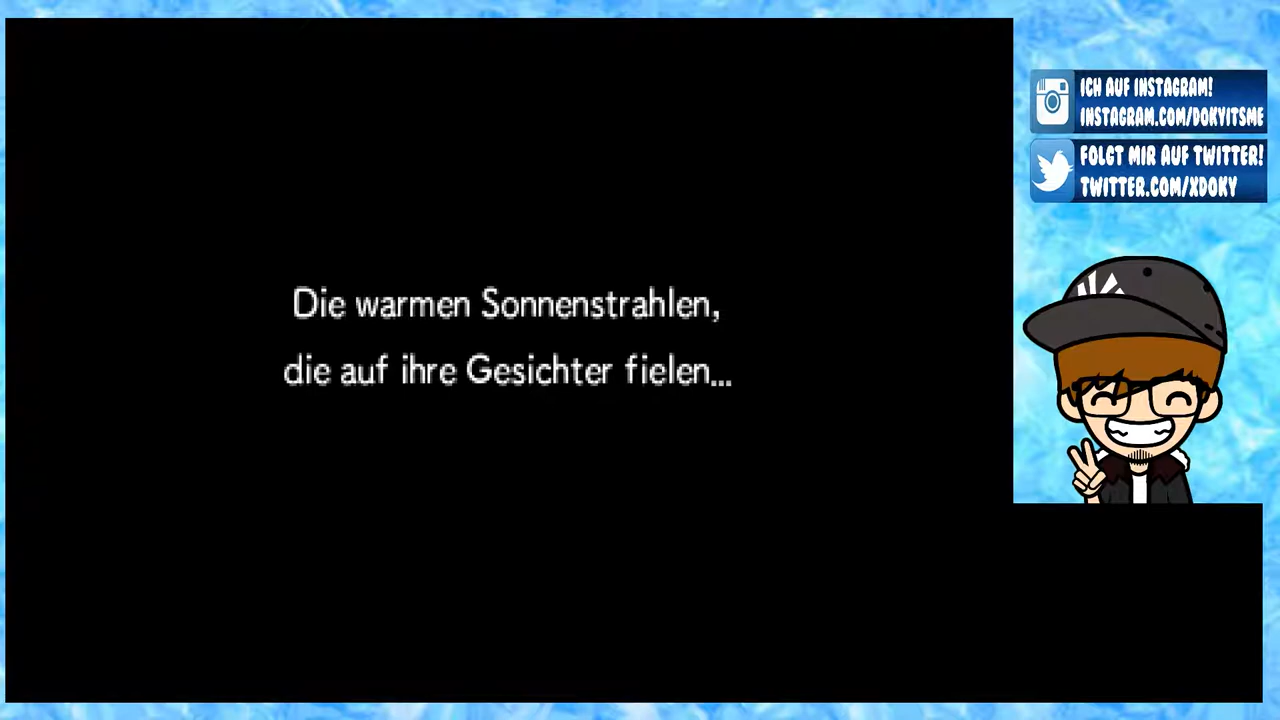 Die warmen Sonnenstrahlen,
die auf ihre Gesichter fielen...
ICH AUF INSTAGRAM!
INSTAGRAM.COM/DOKYITSME
FOLGT MIR AUF TWITTER!
TWITTER.COM/XDOKY